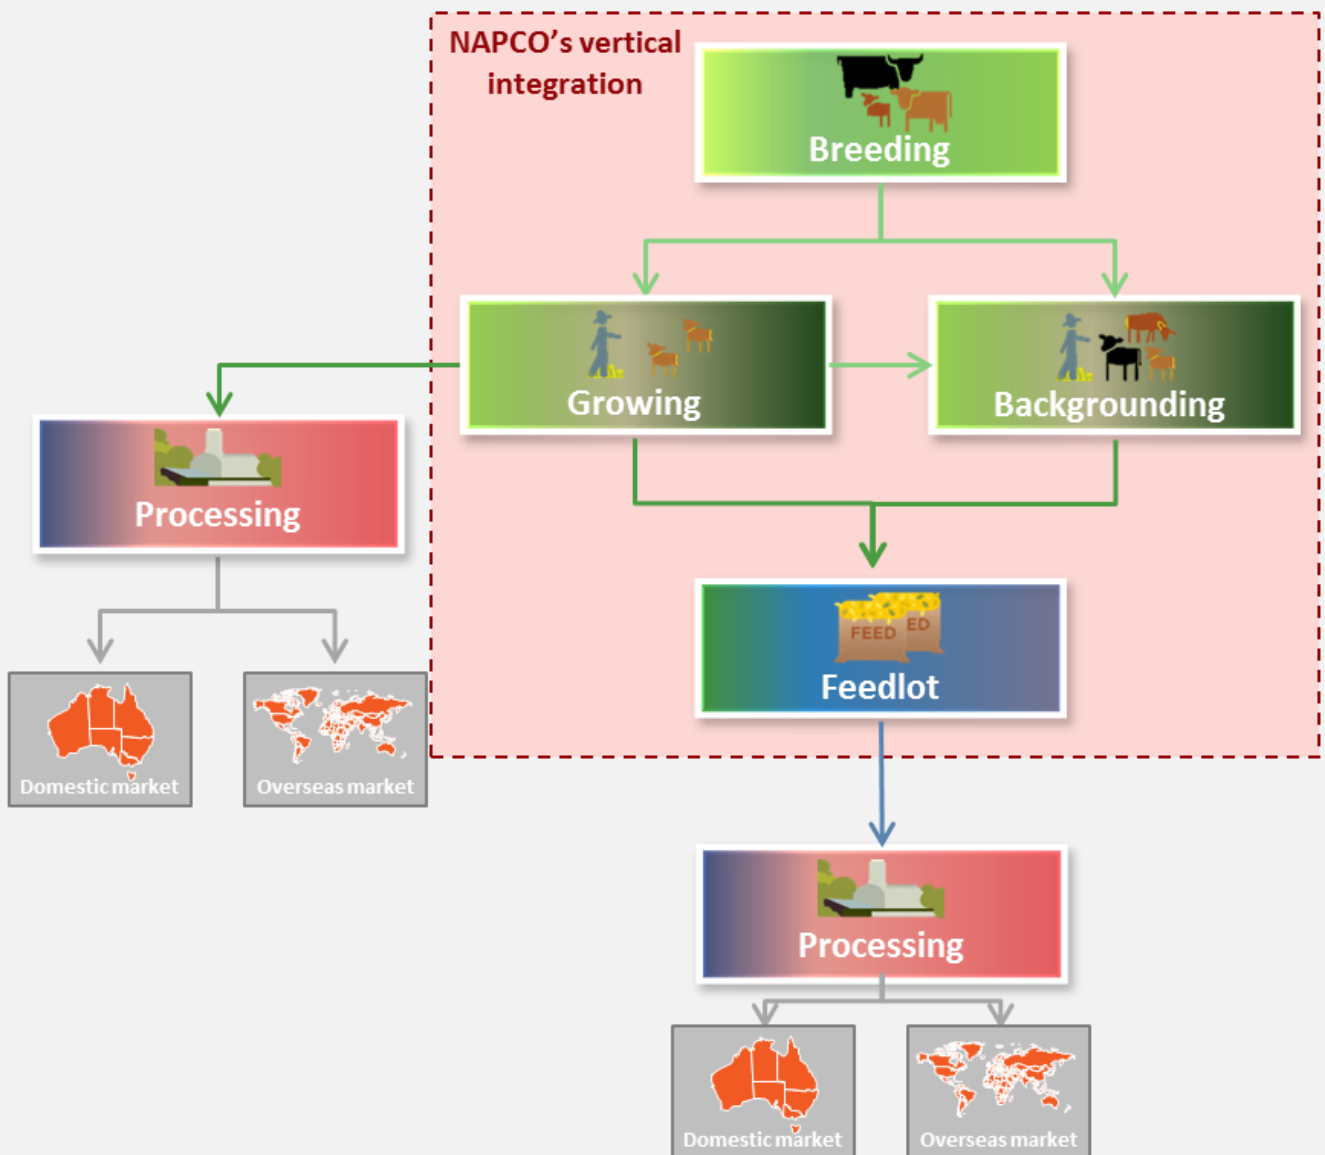 NAPCO's vertical
integration
Breeding
Growing
Backgrounding
Processing
FEED
ED
Feedlot
Domestic market
Overseas market
Processing
Domestic market
Overseas market